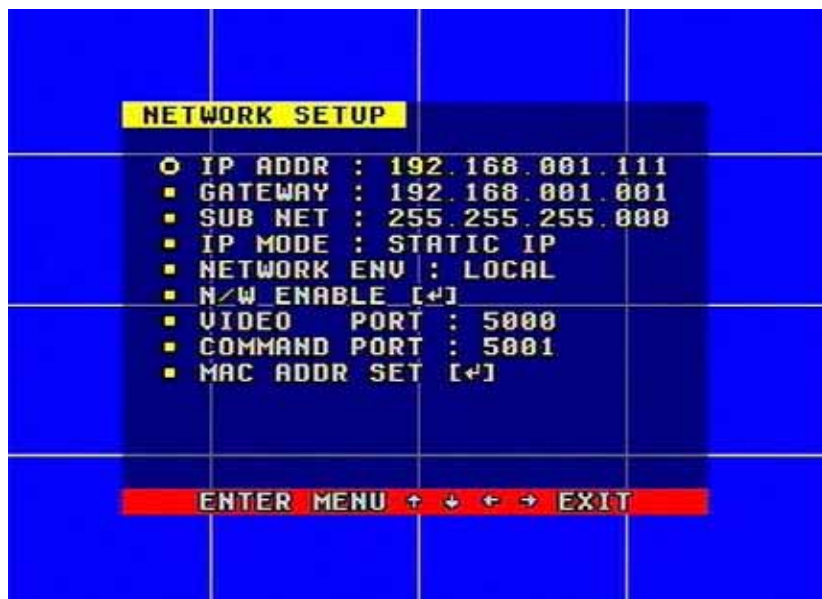 NETWORK SETUP
IP ADDR : 192.168.001.111
GATEWAY : 192.168.001.001
SUB NET : 255.255.255.000
IP MODE : STATIC IP
NETWORK ENV : LOCAL
N/W ENABLE [↵]
VIDEO PORT : 5000
COMMAND PORT : 5001
MAC ADDR SET [↵]
ENTER MENU ↑ ↓ ← → EXIT